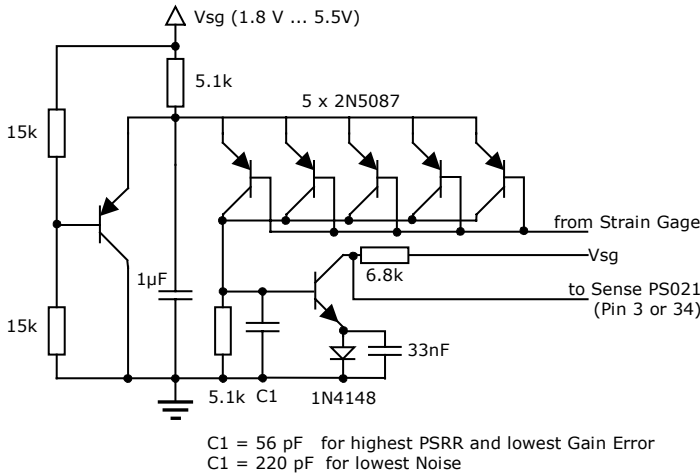 Vsg (1.8 V ... 5.5V)
5.1k
5 x 2N5087
15k
from Strain Gage
Vsg
6.8k
1µF
to Sense PS021
(Pin 3 or 34)
15k
33nF
5.1k
C1
1N4148
C1 = 56 pF for highest PSRR and lowest Gain Error
C1 = 220 pF for lowest Noise